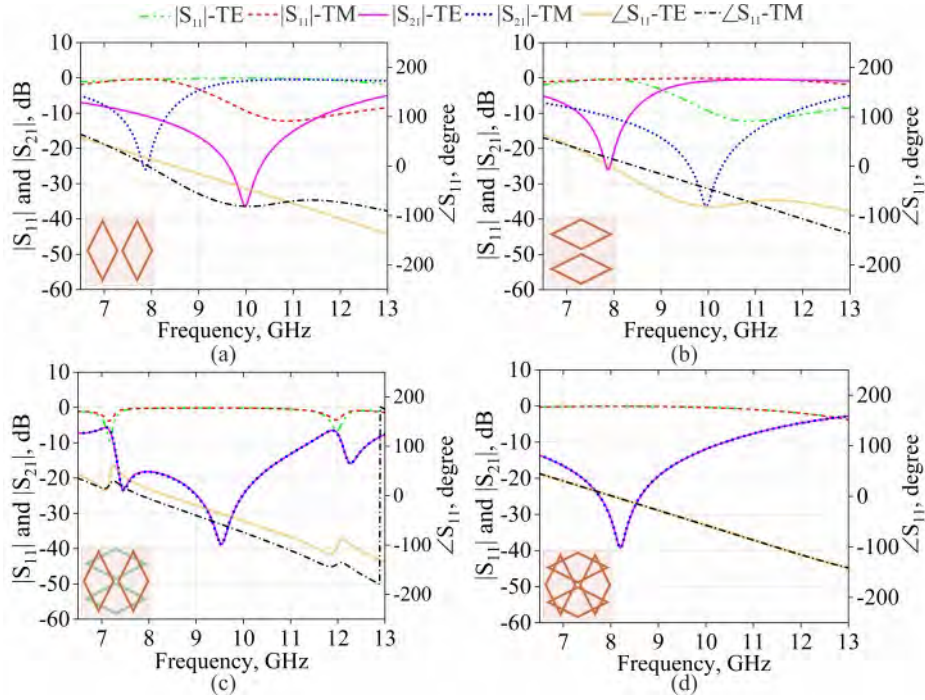 |S11|-TE |S11|-TM |S21|-TE |S21|-TM ∠S11-TE ∠S11-TM
10
0
-10
-20
-30
-40
-50
-60
|S11| and |S21|, dB
200
100
0
-100
-200
∠S11, degree
7 8 9 10 11 12 13
Frequency, GHz
(a)
10
0
-10
-20
-30
-40
-50
-60
|S11| and |S21|, dB
200
100
0
-100
-200
∠S11, degree
7 8 9 10 11 12 13
Frequency, GHz
(b)
10
0
-10
-20
-30
-40
-50
-60
|S11| and |S21|, dB
200
100
0
-100
-200
∠S11, degree
7 8 9 10 11 12 13
Frequency, GHz
(c)
10
0
-10
-20
-30
-40
-50
-60
|S11| and |S21|, dB
200
100
0
-100
-200
∠S11, degree
7 8 9 10 11 12 13
Frequency, GHz
(d)